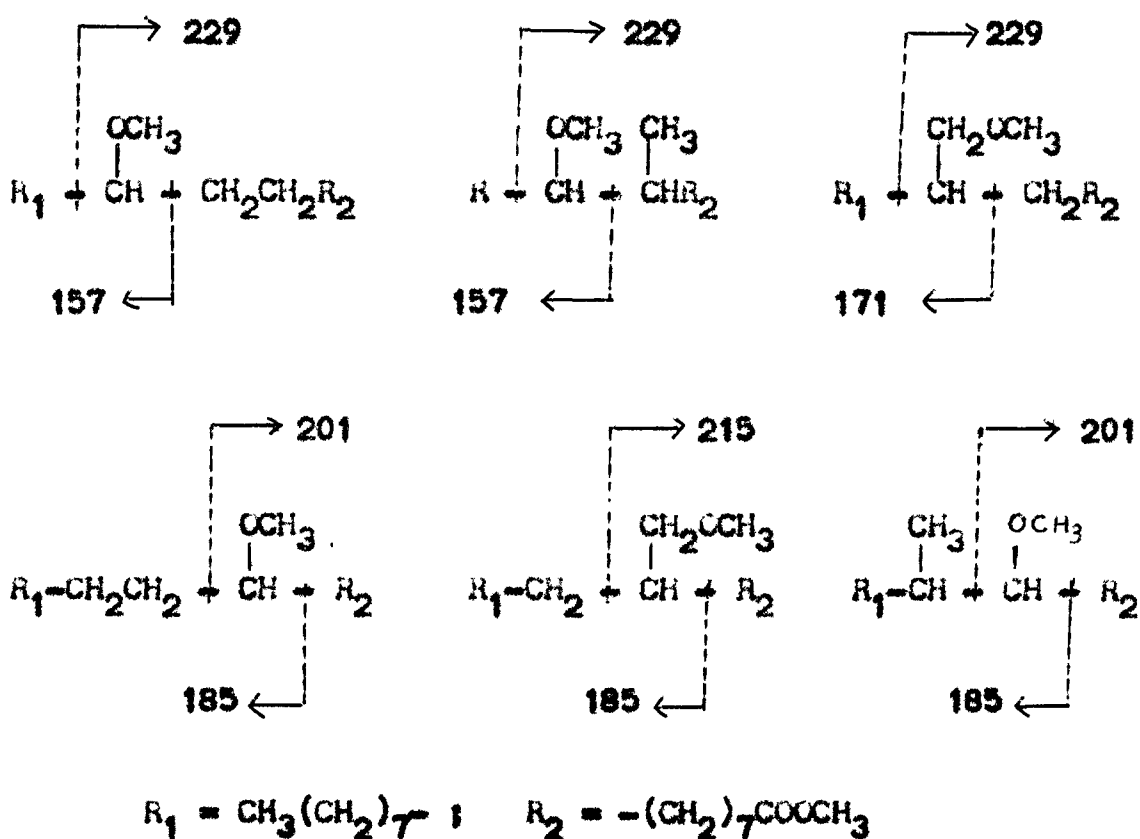 229 229 229
OCH3 OCH3 CH3 CH2OCH3
R1 CH CH2CH2R2 R CH CHR2 R1 CH CH2R2
157 157 171
201 215 201
OCH3 CH2OCH3 CH3 OCH3
R1-CH2CH2 CH R2 R1-CH2 CH R2 R1-CH CH R2
185 185 185
R1 = CH3(CH2)7- ; R2 = -(CH2)7COOCH3